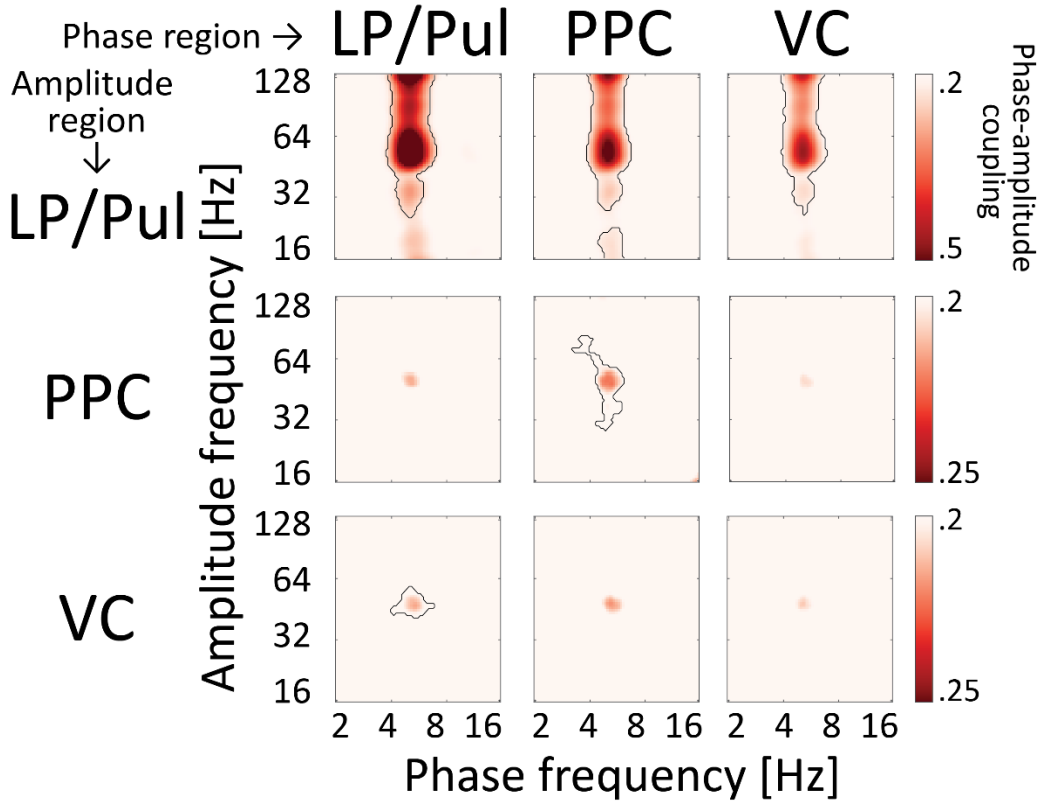 Phase region → LP/Pul PPC VC
Amplitude
region
↓
LP/Pul
PPC
VC
Amplitude frequency [Hz]
128
64
32
16
128
64
32
16
128
64
32
16
2 4 8 16 2 4 8 16 2 4 8 16
Phase frequency [Hz]
Phase-amplitude
coupling
.2
.5
.2
.25
.2
.25